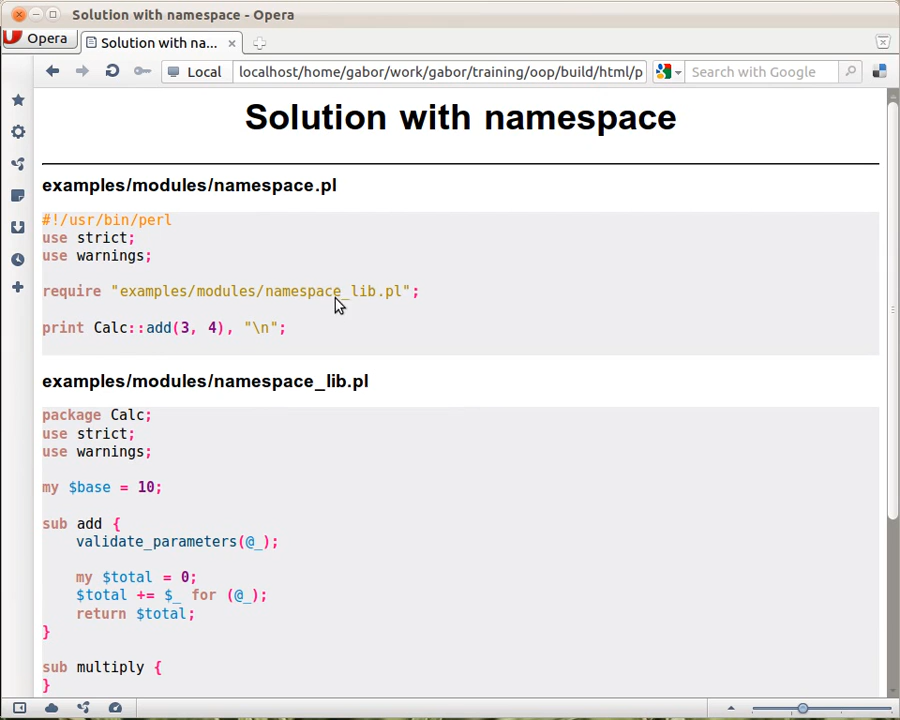 Solution with namespace - Opera
Opera
Solution with na...
Local
localhost/home/gabor/work/gabor/training/oop/build/html/p
Search with Google
Solution with namespace
examples/modules/namespace.pl
#!/usr/bin/perl
use strict;
use warnings;
require "examples/modules/namespace_lib.pl";
print Calc::add(3, 4), "\n";
examples/modules/namespace_lib.pl
package Calc;
use strict;
use warnings;
my $base = 10;
sub add {
    validate_parameters(@_);
    my $total = 0;
    $total += $_ for (@_);
    return $total;
}
sub multiply {
}